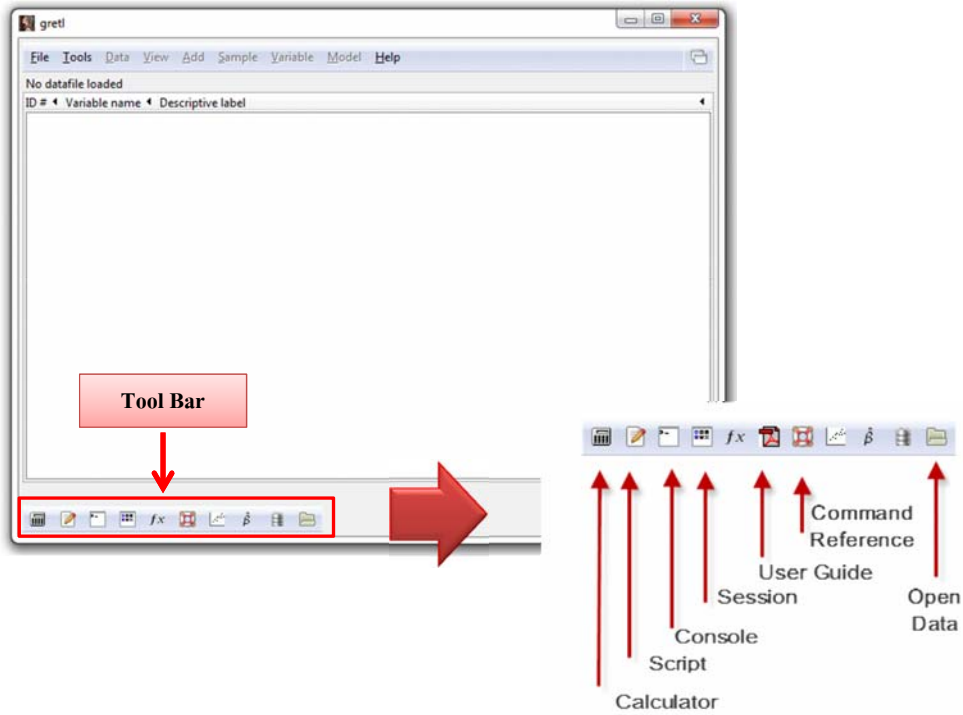 gretl
File Tools Data View Add Sample Variable Model Help
No datafile loaded
ID # Variable name Descriptive label
Tool Bar
fx β̂
fx β̂
Command
Reference
User Guide
Session
Open
Data
Console
Script
Calculator